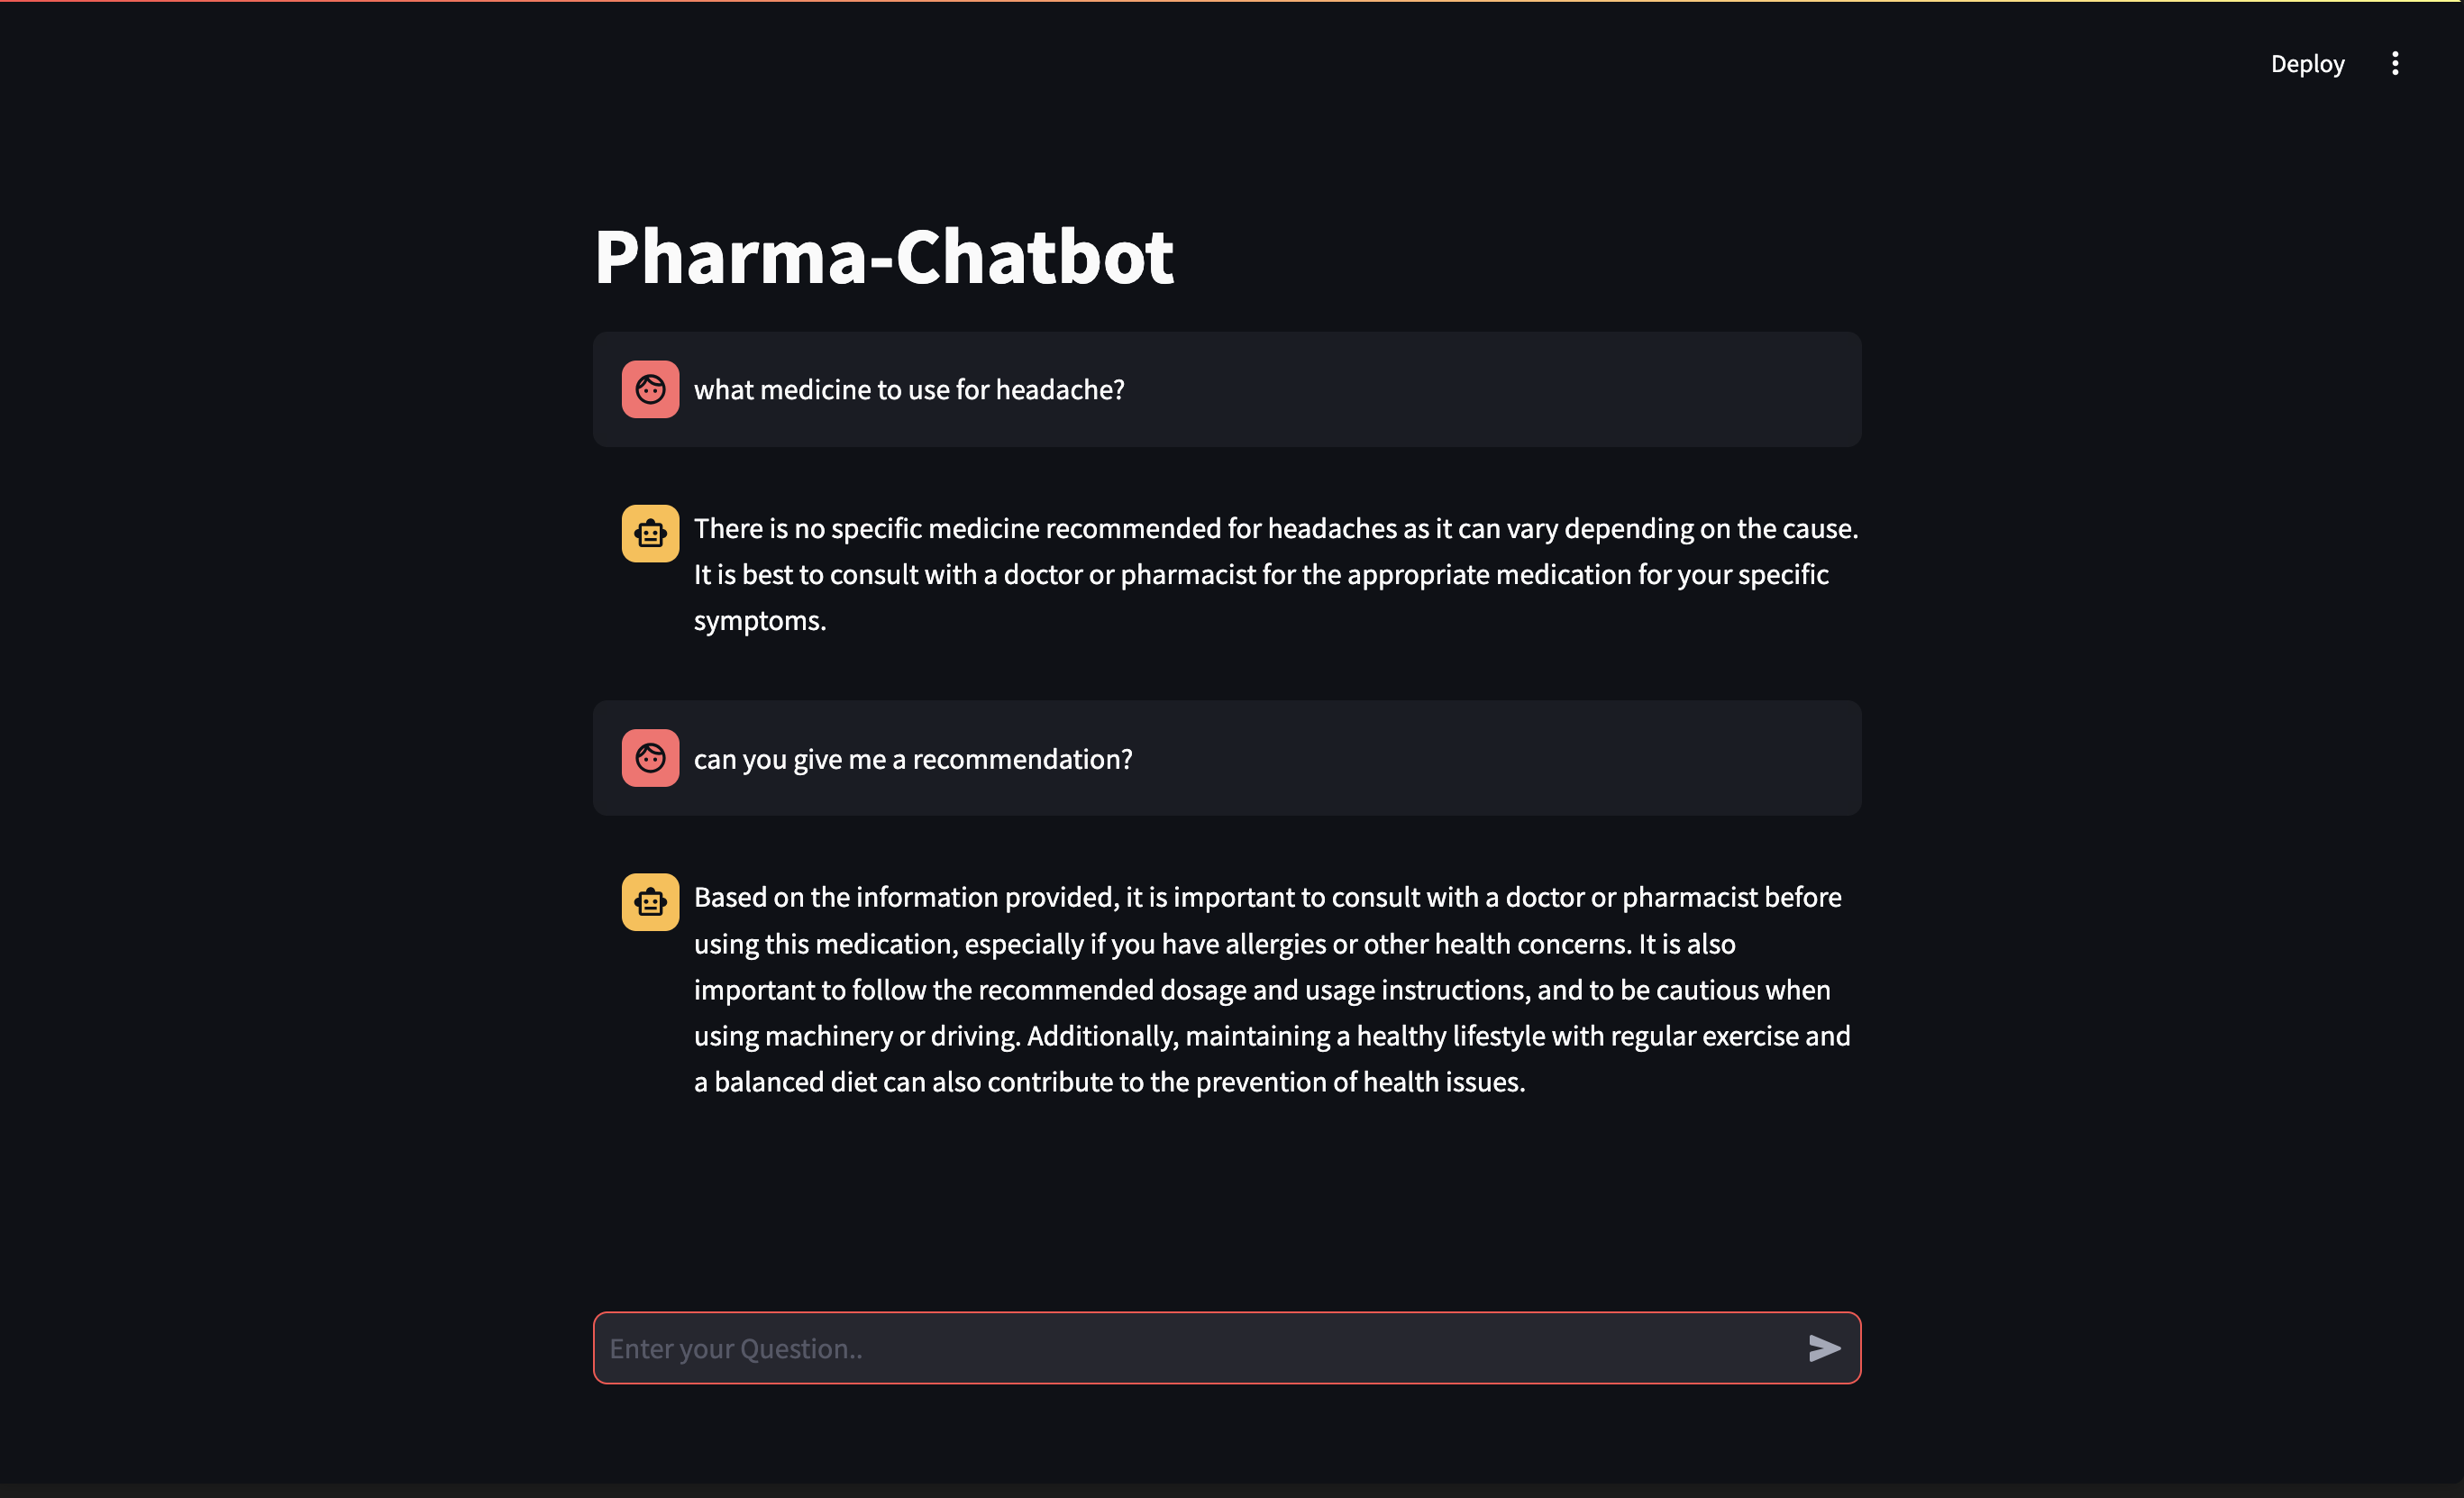 Deploy
Pharma-Chatbot
what medicine to use for headache?
There is no specific medicine recommended for headaches as it can vary depending on the cause.
It is best to consult with a doctor or pharmacist for the appropriate medication for your specific
symptoms.
can you give me a recommendation?
Based on the information provided, it is important to consult with a doctor or pharmacist before
using this medication, especially if you have allergies or other health concerns. It is also
important to follow the recommended dosage and usage instructions, and to be cautious when
using machinery or driving. Additionally, maintaining a healthy lifestyle with regular exercise and
a balanced diet can also contribute to the prevention of health issues.
Enter your Question..